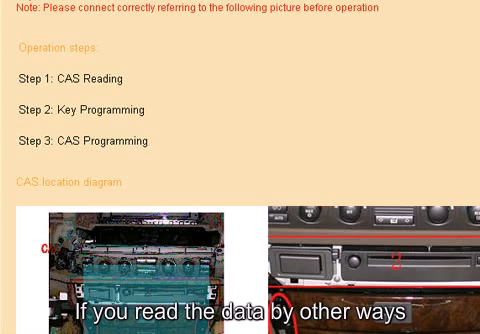 Note: Please connect correctly referring to the following picture before operation
Operation steps:
Step 1: CAS Reading
Step 2: Key Programming
Step 3: CAS Programming
CAS location diagram
2
If you read the data by other ways